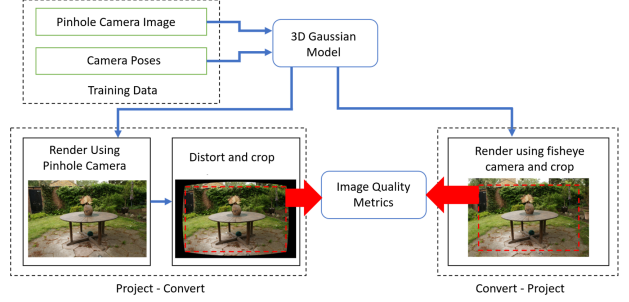 Pinhole Camera Image
Camera Poses
Training Data
3D Gaussian
Model
Render Using
Pinhole Camera
Distort and crop
Project - Convert
Image Quality
Metrics
Render using fisheye
camera and crop
Convert - Project